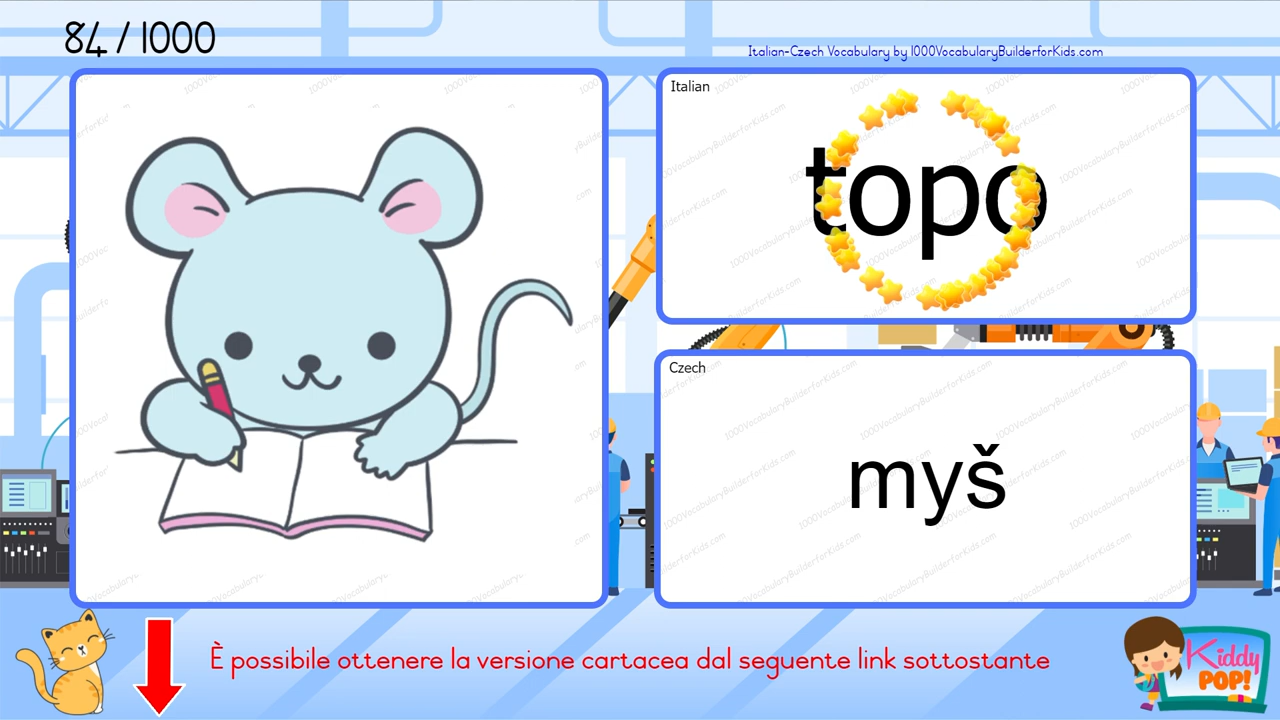 84 / 1000
Italian-Czech Vocabulary by 1000VocabularyBuilderforKids.com
Italian
topo
Czech
myš
È possibile ottenere la versione cartacea dal seguente link sottostante
Kiddy
POP!